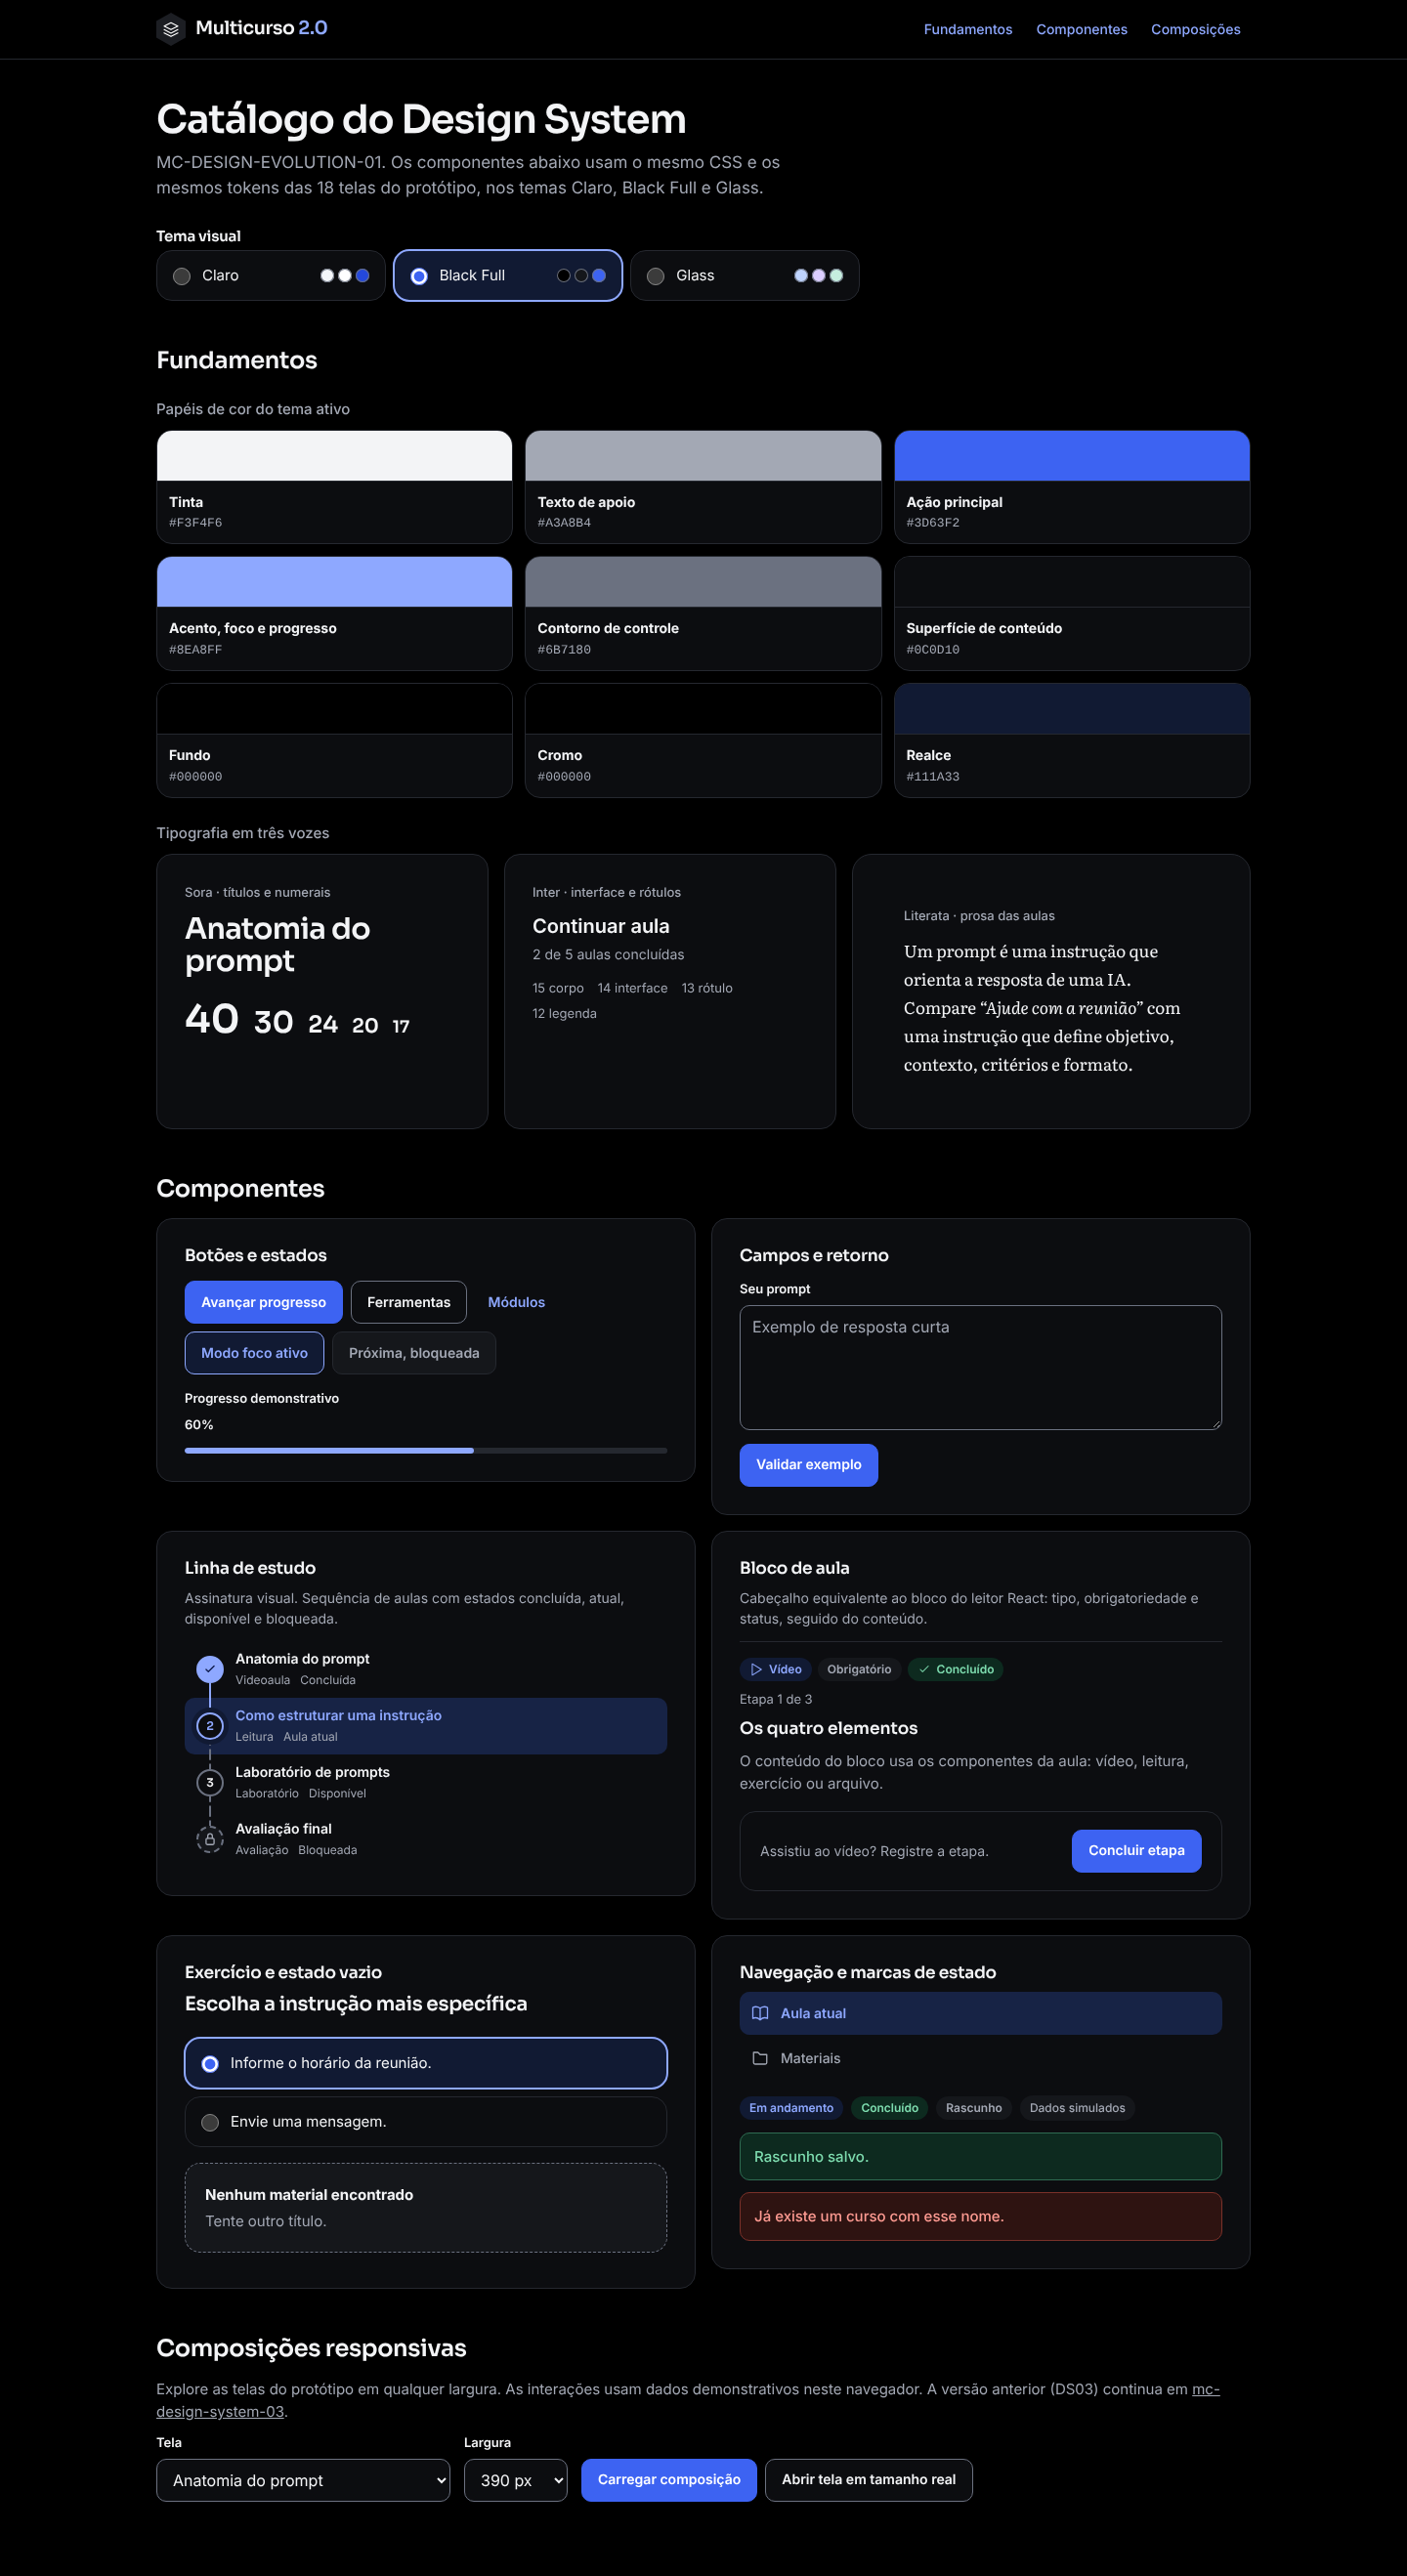 Multicurso 2.0
Fundamentos
Componentes
Composições
Catálogo do Design System
MC-DESIGN-EVOLUTION-01. Os componentes abaixo usam o mesmo CSS e os
mesmos tokens das 18 telas do protótipo, nos temas Claro, Black Full e Glass.
Tema visual
Claro
Black Full
Glass
Fundamentos
Papéis de cor do tema ativo
Tinta
#F3F4F6
Texto de apoio
#A3A8B4
Ação principal
#3D63F2
Acento, foco e progresso
#8EA8FF
Contorno de controle
#6B7180
Superfície de conteúdo
#0C0D10
Fundo
#000000
Cromo
#000000
Realce
#111A33
Tipografia em três vozes
Sora · títulos e numerais
Anatomia do
prompt
40 30 24 20 17
Inter · interface e rótulos
Continuar aula
2 de 5 aulas concluídas
15 corpo 14 interface 13 rótulo
12 legenda
Literata · prosa das aulas
Um prompt é uma instrução que
orienta a resposta de uma IA.
Compare “Ajude com a reunião” com
uma instrução que define objetivo,
contexto, critérios e formato.
Componentes
Botões e estados
Avançar progresso
Ferramentas
Módulos
Modo foco ativo
Próxima, bloqueada
Progresso demonstrativo
60%
Campos e retorno
Seu prompt
Exemplo de resposta curta
Validar exemplo
Linha de estudo
Assinatura visual. Sequência de aulas com estados concluída, atual,
disponível e bloqueada.
Anatomia do prompt
Videoaula Concluída
2
Como estruturar uma instrução
Leitura Aula atual
3
Laboratório de prompts
Laboratório Disponível
Avaliação final
Avaliação Bloqueada
Bloco de aula
Cabeçalho equivalente ao bloco do leitor React: tipo, obrigatoriedade e
status, seguido do conteúdo.
Vídeo
Obrigatório
Concluído
Etapa 1 de 3
Os quatro elementos
O conteúdo do bloco usa os componentes da aula: vídeo, leitura,
exercício ou arquivo.
Assistiu ao vídeo? Registre a etapa.
Concluir etapa
Exercício e estado vazio
Escolha a instrução mais específica
Informe o horário da reunião.
Envie uma mensagem.
Nenhum material encontrado
Tente outro título.
Navegação e marcas de estado
Aula atual
Materiais
Em andamento
Concluído
Rascunho
Dados simulados
Rascunho salvo.
Já existe um curso com esse nome.
Composições responsivas
Explore as telas do protótipo em qualquer largura. As interações usam dados demonstrativos neste navegador. A versão anterior (DS03) continua em mc-
design-system-03.
Tela
Anatomia do prompt
Largura
390 px
Carregar composição
Abrir tela em tamanho real